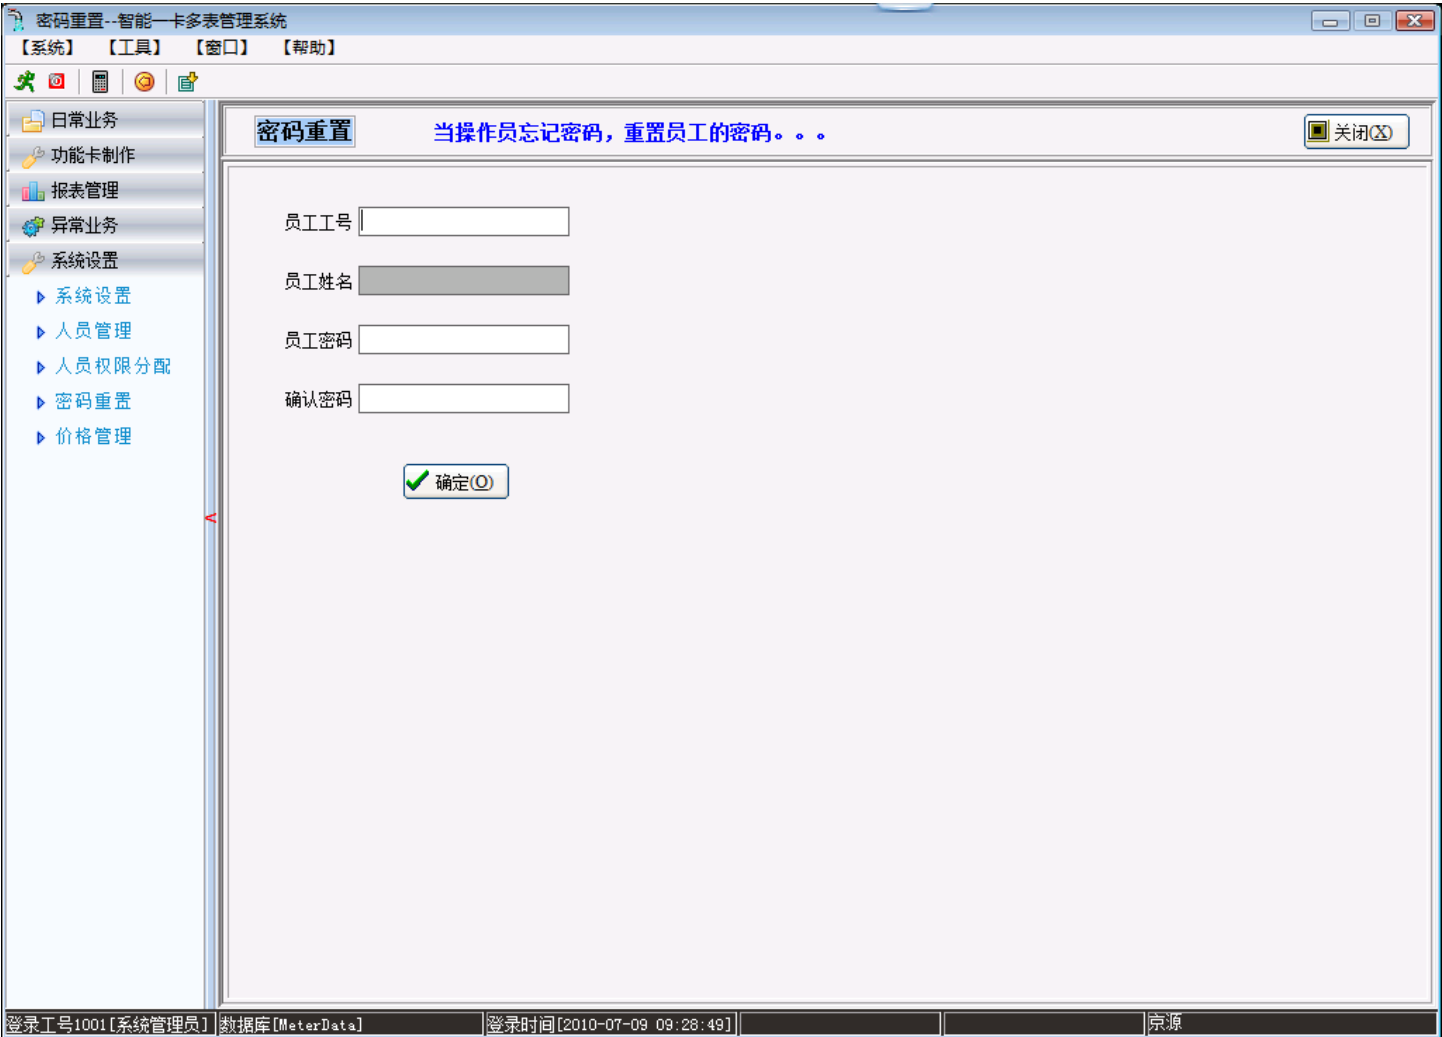 密码重置--智能一卡多表管理系统
【系统】 【工具】 【窗口】 【帮助】
日常业务
功能卡制作
报表管理
异常业务
系统设置
系统设置
人员管理
人员权限分配
密码重置
价格管理
密码重置 当操作员忘记密码，重置员工的密码。。。 关闭(X)
员工工号
员工姓名
员工密码
确认密码
确定(O)
<
登录工号1001[系统管理员] 数据库[MeterData] 登录时间[2010-07-09 09:28:49] 京源